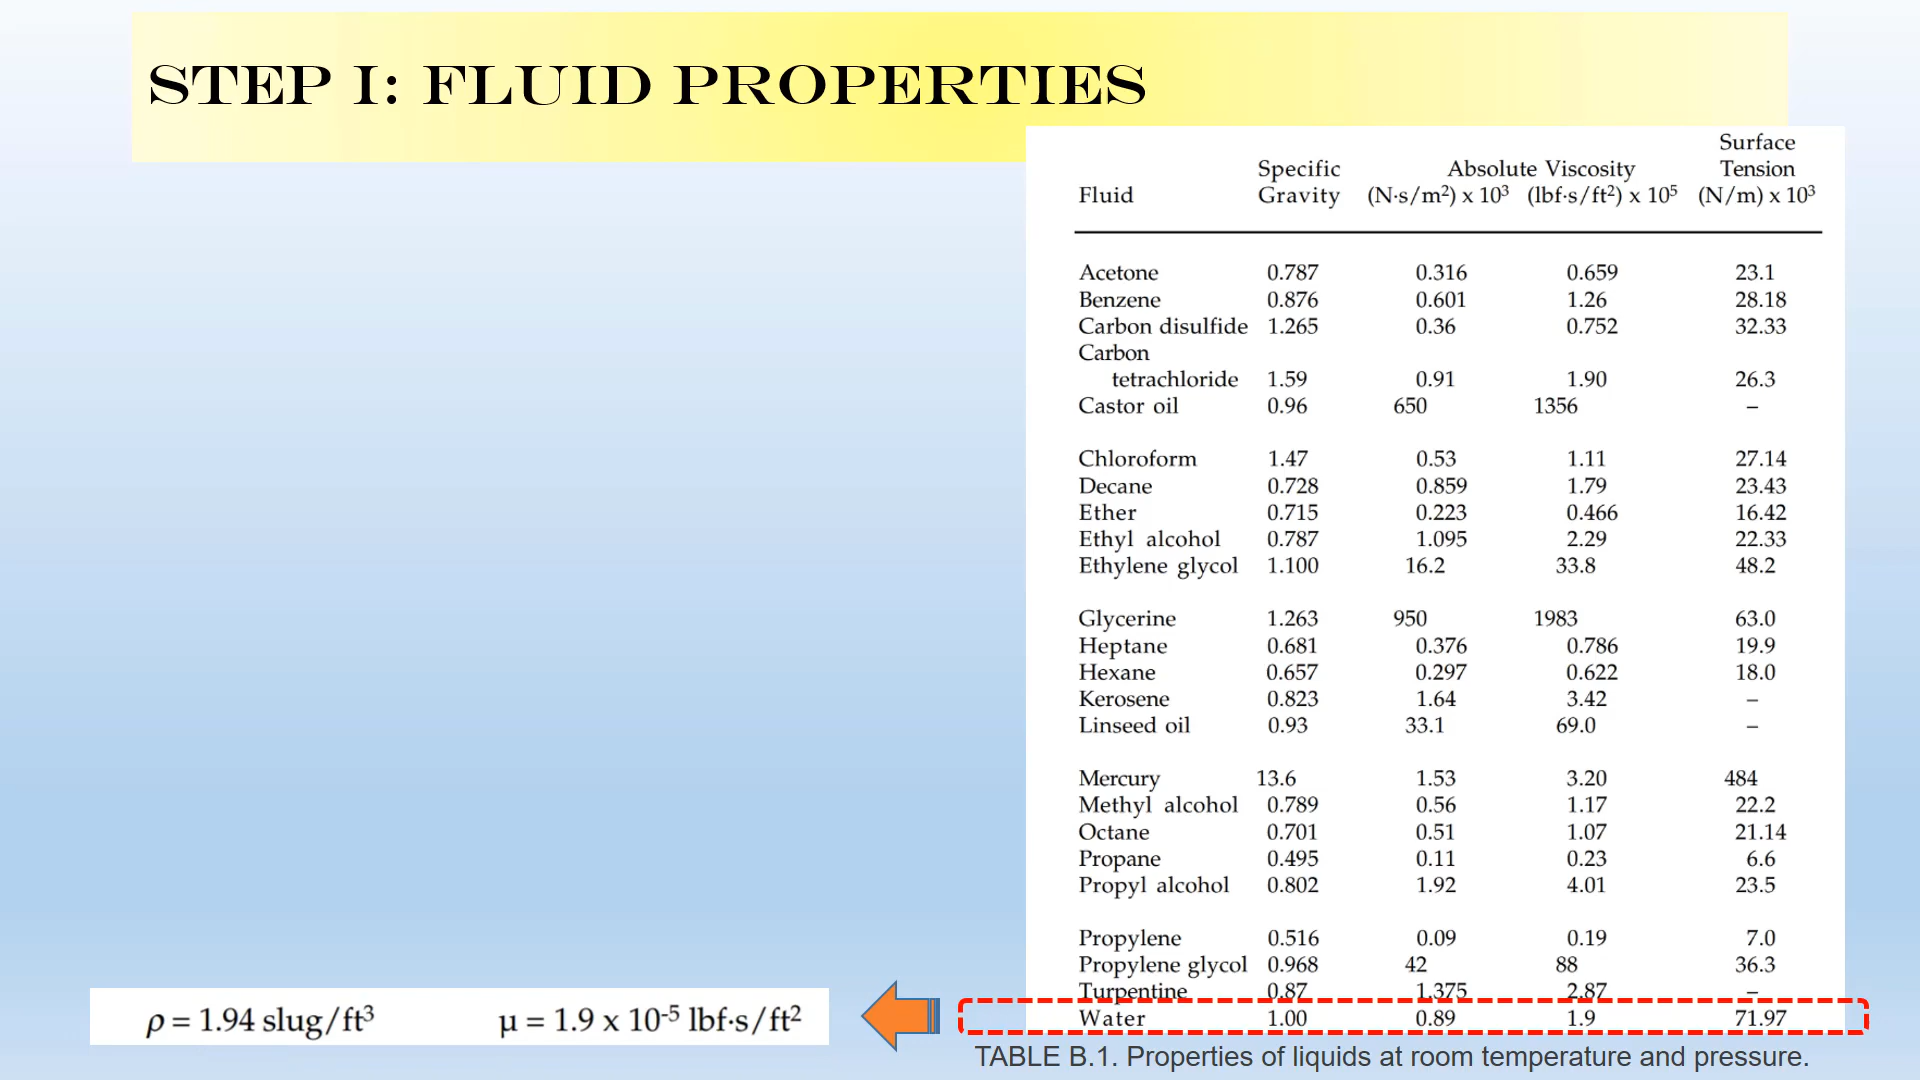 STEP I: FLUID PROPERTIES
Surface
Specific Absolute Viscosity Tension
Fluid Gravity (N·s/m²) x 10³ (lbf·s/ft²) x 10⁵ (N/m) x 10³
Acetone 0.787 0.316 0.659 23.1
Benzene 0.876 0.601 1.26 28.18
Carbon disulfide 1.265 0.36 0.752 32.33
Carbon
tetrachloride 1.59 0.91 1.90 26.3
Castor oil 0.96 650 1356 –
Chloroform 1.47 0.53 1.11 27.14
Decane 0.728 0.859 1.79 23.43
Ether 0.715 0.223 0.466 16.42
Ethyl alcohol 0.787 1.095 2.29 22.33
Ethylene glycol 1.100 16.2 33.8 48.2
Glycerine 1.263 950 1983 63.0
Heptane 0.681 0.376 0.786 19.9
Hexane 0.657 0.297 0.622 18.0
Kerosene 0.823 1.64 3.42 –
Linseed oil 0.93 33.1 69.0 –
Mercury 13.6 1.53 3.20 484
Methyl alcohol 0.789 0.56 1.17 22.2
Octane 0.701 0.51 1.07 21.14
Propane 0.495 0.11 0.23 6.6
Propyl alcohol 0.802 1.92 4.01 23.5
Propylene 0.516 0.09 0.19 7.0
Propylene glycol 0.968 42 88 36.3
Turpentine 0.87 1.375 2.87 –
Water 1.00 0.89 1.9 71.97
ρ = 1.94 slug/ft³ μ = 1.9 x 10⁻⁵ lbf·s/ft²
TABLE B.1. Properties of liquids at room temperature and pressure.